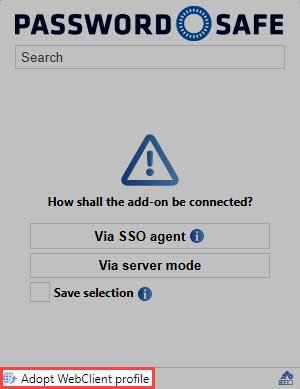 PASSWORD SAFE
Search
How shall the add-on be connected?
Via SSO agent
Via server mode
Save selection
Adopt WebClient profile